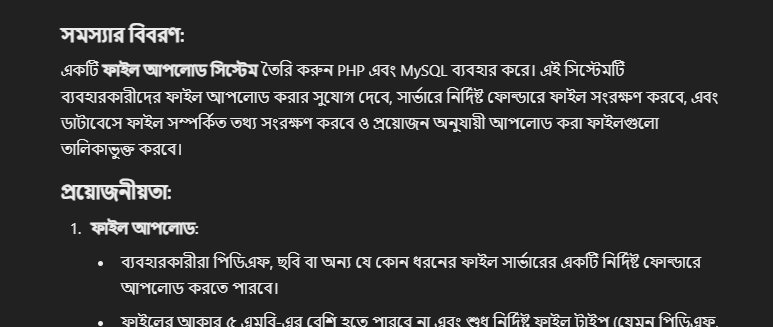 সমস্যার বিবরণ:
একটি ফাইল আপলোড সিস্টেম তৈরি করুন PHP এবং MySQL ব্যবহার করে। এই সিস্টেমটি
ব্যবহারকারীদের ফাইল আপলোড করার সুযোগ দেবে, সার্ভারে নির্দিষ্ট ফোল্ডারে ফাইল সংরক্ষণ করবে, এবং
ডাটাবেসে ফাইল সম্পর্কিত তথ্য সংরক্ষণ করবে ও প্রয়োজন অনুযায়ী আপলোড করা ফাইলগুলো
তালিকাভুক্ত করবে।
প্রয়োজনীয়তা:
1. ফাইল আপলোড:
• ব্যবহারকারীরা পিডিএফ, ছবি বা অন্য যে কোন ধরনের ফাইল সার্ভারের একটি নির্দিষ্ট ফোল্ডারে
আপলোড করতে পারবে।
• ফাইলের আকার ৫ এমবি-এর বেশি হতে পারবে না এবং শুধু নির্দিষ্ট ফাইল টাইপ (যেমন পিডিএফ,